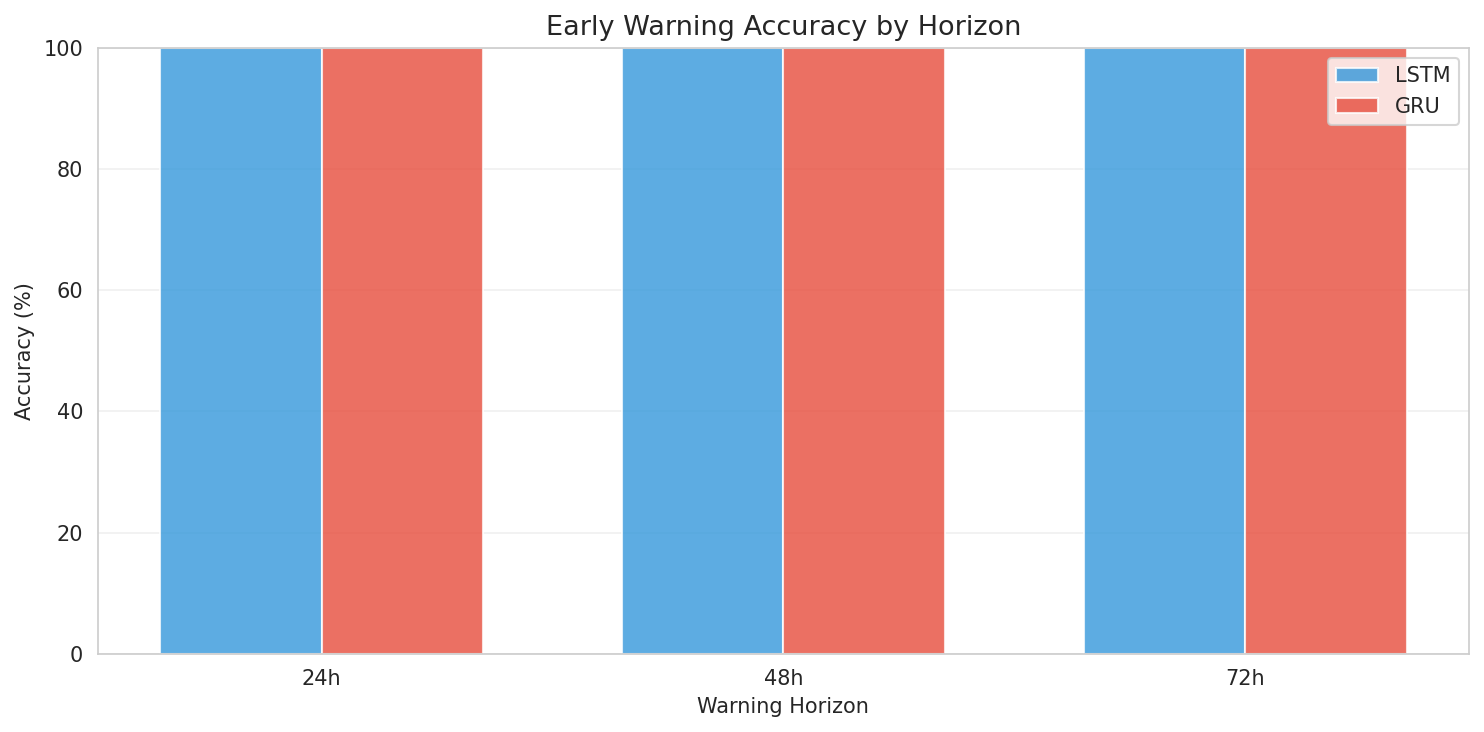 Early Warning Accuracy by Horizon
100
80
60
40
20
0
Accuracy (%)
LSTM
GRU
24h
48h
72h
Warning Horizon